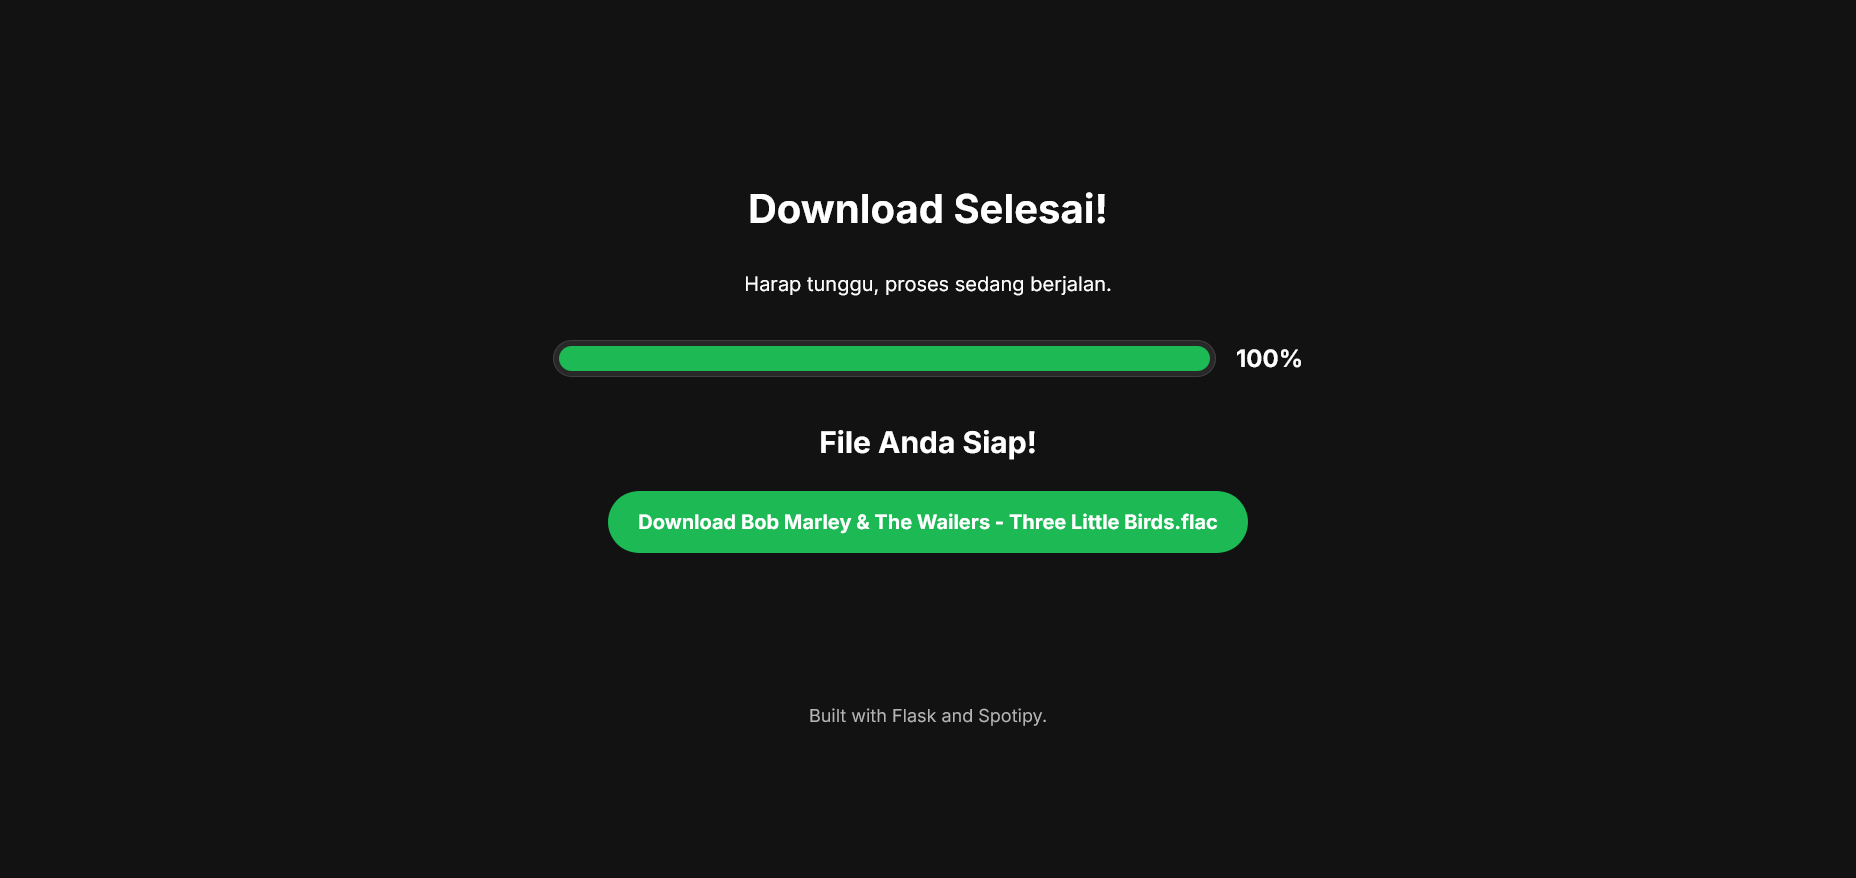 Download Selesai!
Harap tunggu, proses sedang berjalan.
100%
File Anda Siap!
Download Bob Marley & The Wailers - Three Little Birds.flac
Built with Flask and Spotipy.